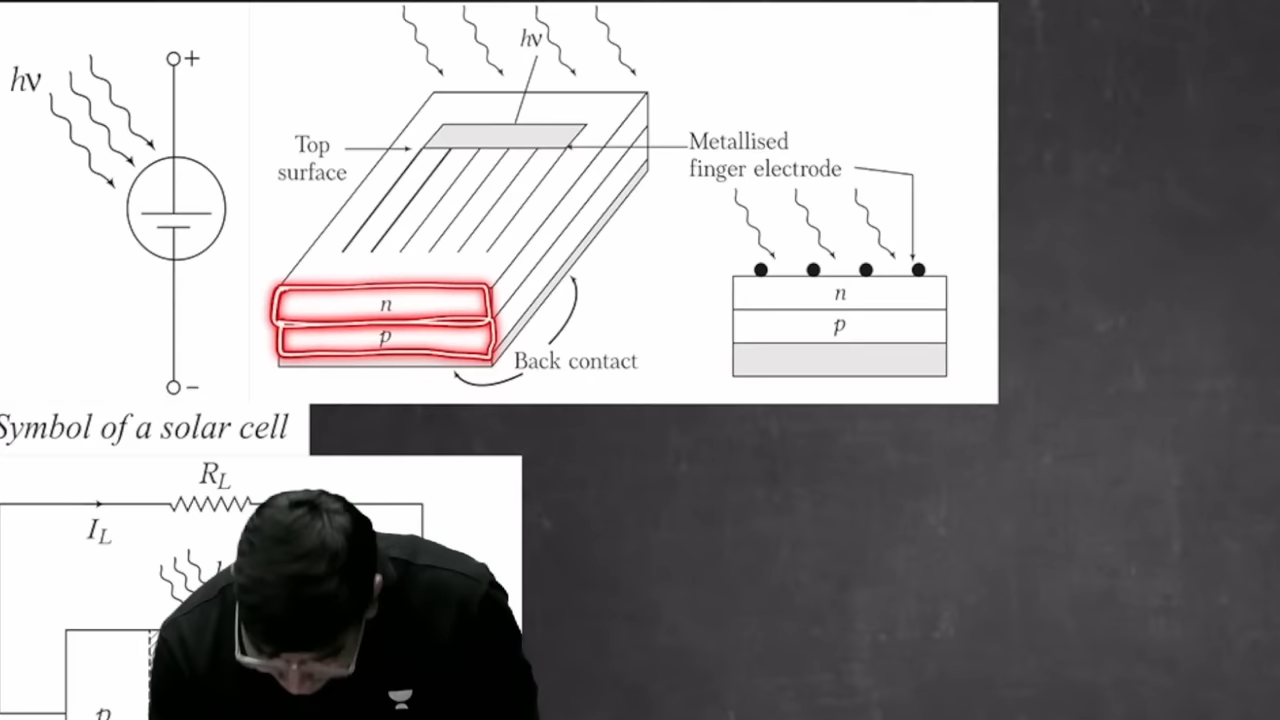 hν
+
−
Symbol of a solar cell
hν
Top
surface
n
p
Back contact
Metallised
finger electrode
n
p
R_L
I_L
p